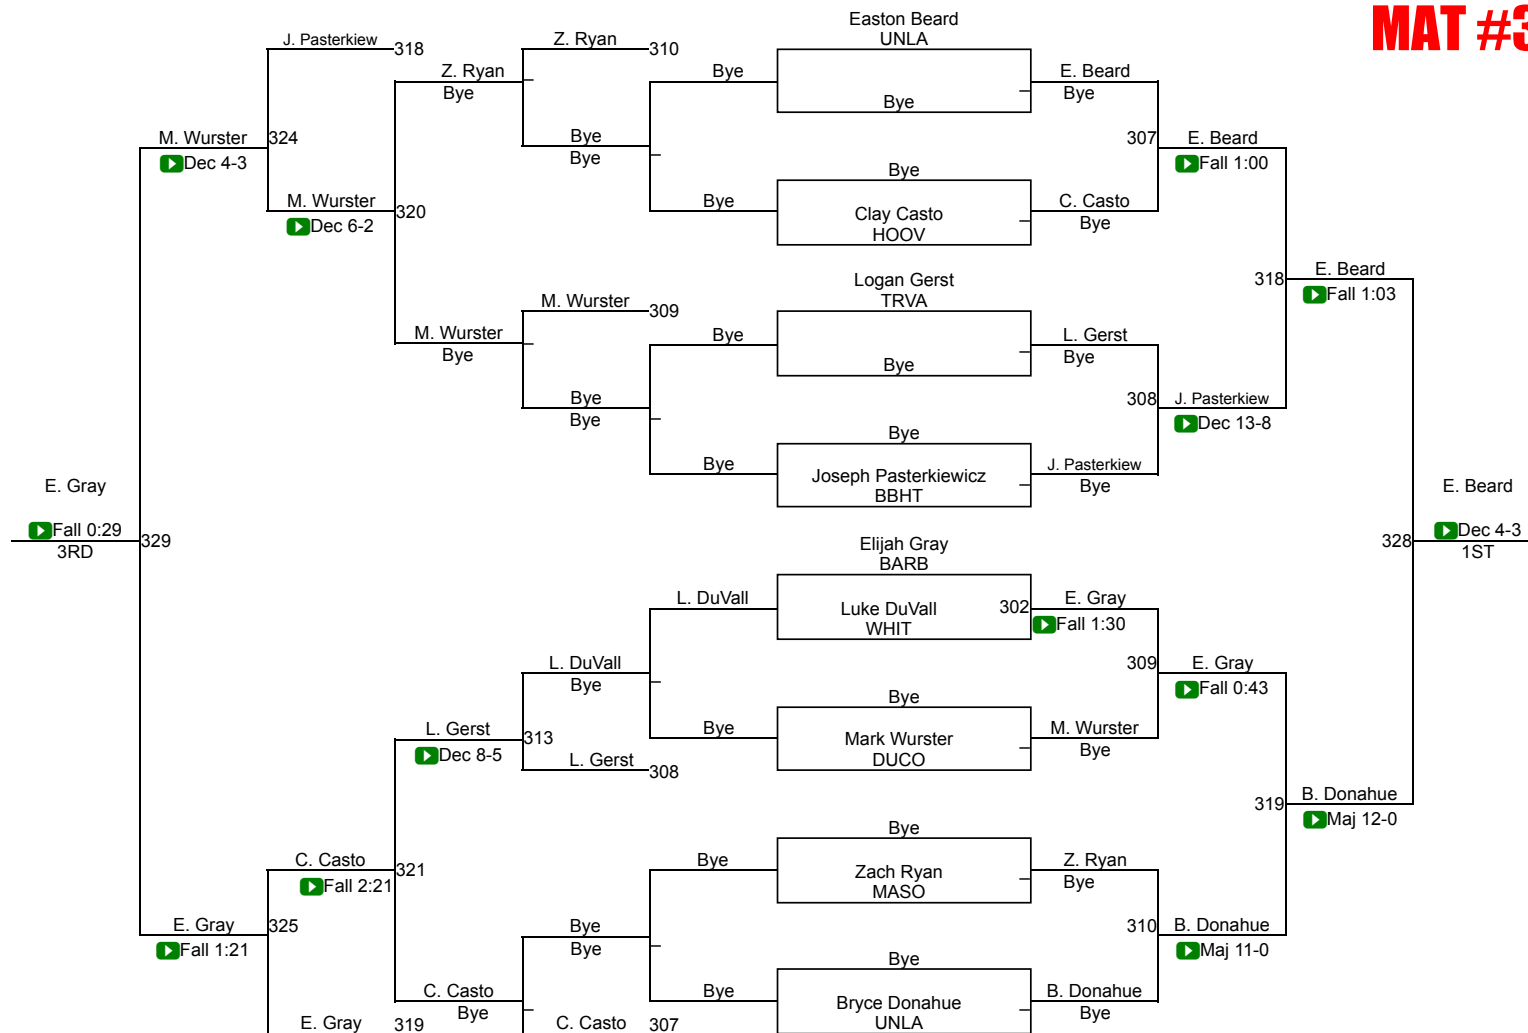 MAT #3
Easton Beard
UNLA
J. Pasterkiew
318
Z. Ryan
310
Z. Ryan
Bye
Bye
E. Beard
Bye
Bye
M. Wurster
324
Dec 4-3
Bye
Bye
307
E. Beard
Fall 1:00
Bye
M. Wurster
320
Dec 6-2
Bye
Clay Casto
HOOV
C. Casto
Bye
Logan Gerst
TRVA
318
E. Beard
Fall 1:03
M. Wurster
309
M. Wurster
Bye
Bye
L. Gerst
Bye
Bye
Bye
Bye
308
J. Pasterkiew
Dec 13-8
Bye
Bye
Joseph Pasterkiewicz
BBHT
J. Pasterkiew
Bye
E. Gray
E. Beard
Fall 0:29
3RD
329
328
Dec 4-3
1ST
Elijah Gray
BARB
L. DuVall
Luke DuVall
WHIT
302
E. Gray
Fall 1:30
L. DuVall
Bye
309
E. Gray
Fall 0:43
Bye
L. Gerst
313
Dec 8-5
Bye
Mark Wurster
DUCO
M. Wurster
Bye
L. Gerst
308
319
B. Donahue
Maj 12-0
Bye
C. Casto
321
Fall 2:21
Bye
Zach Ryan
MASO
Z. Ryan
Bye
E. Gray
325
Fall 1:21
Bye
Bye
310
B. Donahue
Maj 11-0
Bye
C. Casto
Bye
Bye
Bryce Donahue
UNLA
B. Donahue
Bye
E. Gray
319
C. Casto
307